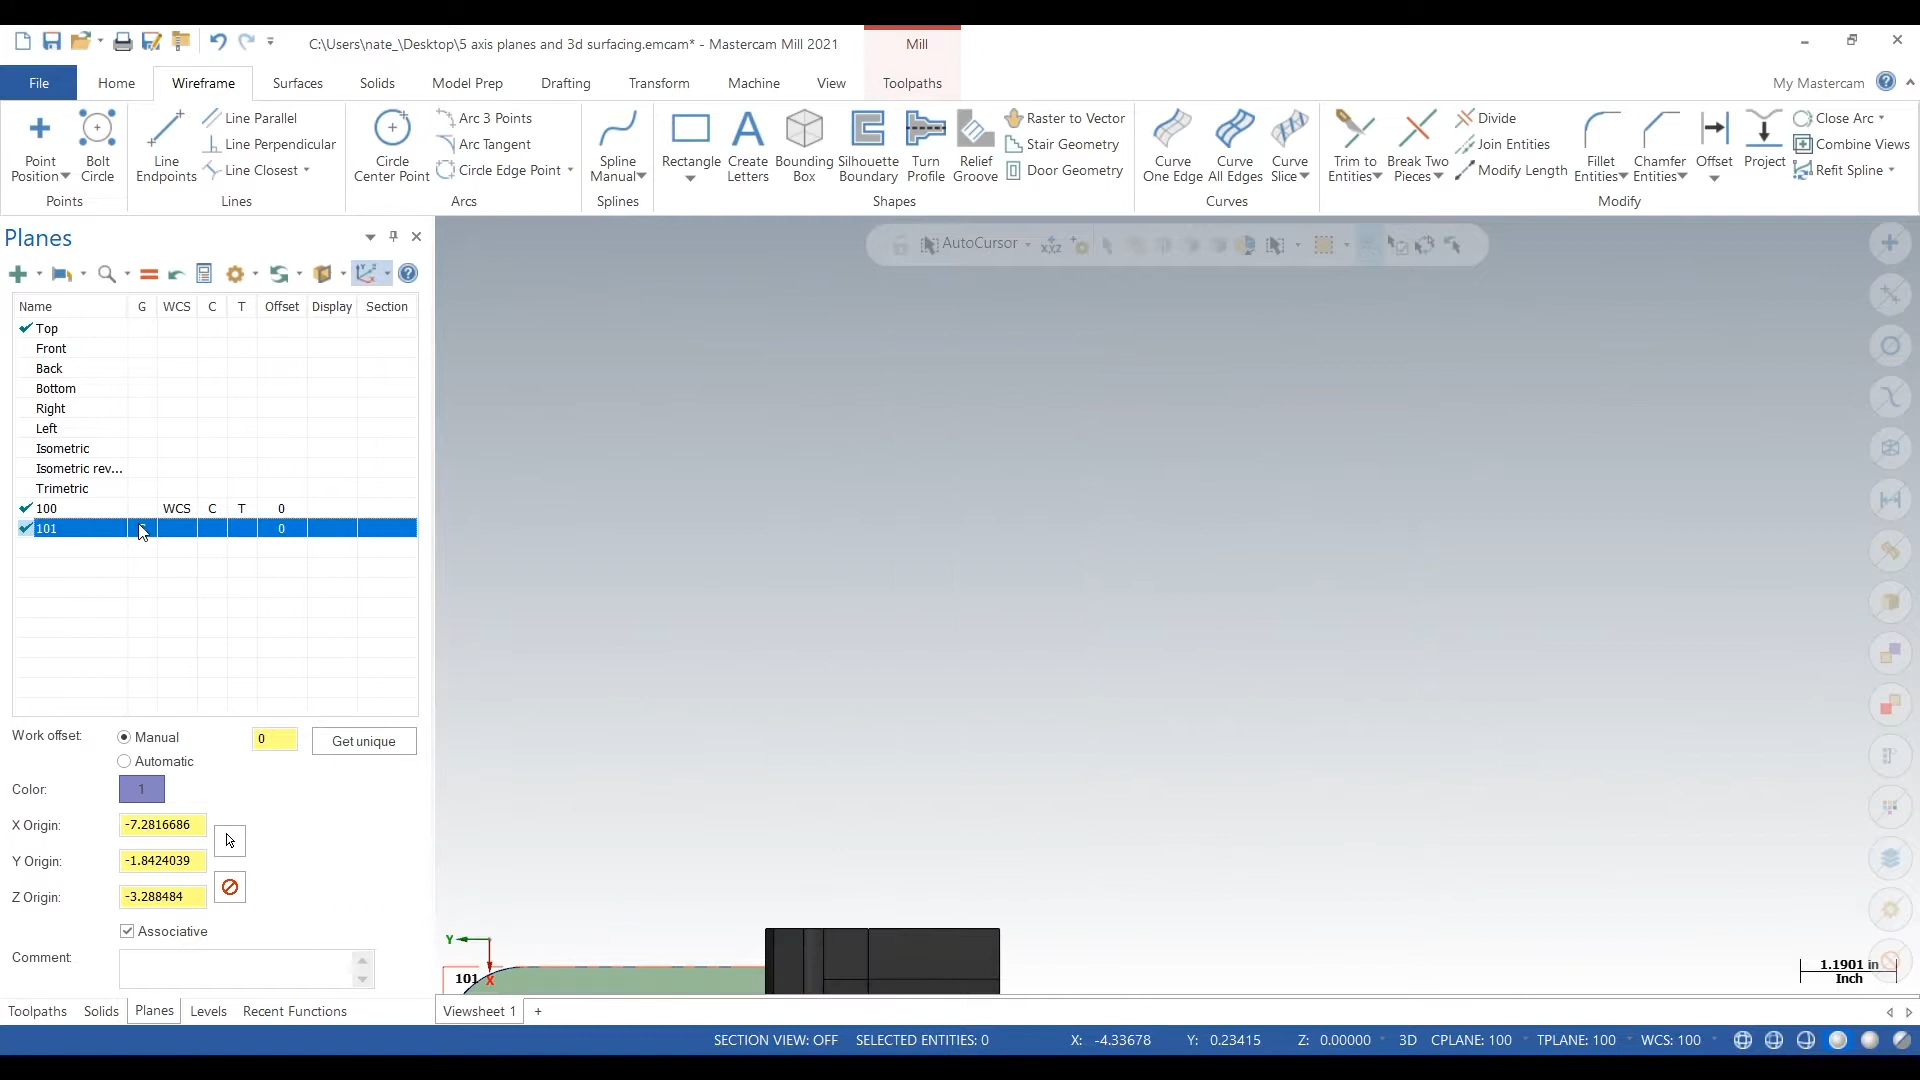 C:\Users\nate_\Desktop\5 axis planes and 3d surfacing.emcam* - Mastercam Mill 2021
Mill
File
Home
Wireframe
Surfaces
Solids
Model Prep
Drafting
Transform
Machine
View
Toolpaths
My Mastercam
Point Position
Bolt Circle
Points
Line Endpoints
Line Parallel
Line Perpendicular
Line Closest
Lines
Circle Center Point
Arc 3 Points
Arc Tangent
Circle Edge Point
Arcs
Spline Manual
Splines
Rectangle
Create Letters
Bounding Box
Silhouette Boundary
Turn Profile
Relief Groove
Raster to Vector
Stair Geometry
Door Geometry
Shapes
Curve One Edge
Curve All Edges
Curve Slice
Curves
Trim to Entities
Break Two Pieces
Divide
Join Entities
Modify Length
Fillet Entities
Chamfer Entities
Offset
Project
Close Arc
Combine Views
Refit Spline
Modify
Planes
AutoCursor
Name G WCS C T Offset Display Section
Top
Front
Back
Bottom
Right
Left
Isometric
Isometric rev...
Trimetric
100 WCS C T 0
101 0
Work offset: Manual 0 Get unique
Automatic
Color: 1
X Origin: -7.2816686
Y Origin: -1.8424039
Z Origin: -3.288484
Associative
Comment:
Y
101 X
1.1901 in
Inch
Toolpaths Solids Planes Levels Recent Functions
Viewsheet 1 +
SECTION VIEW: OFF SELECTED ENTITIES: 0 X: -4.33678 Y: 0.23415 Z: 0.00000 3D CPLANE: 100 TPLANE: 100 WCS: 100